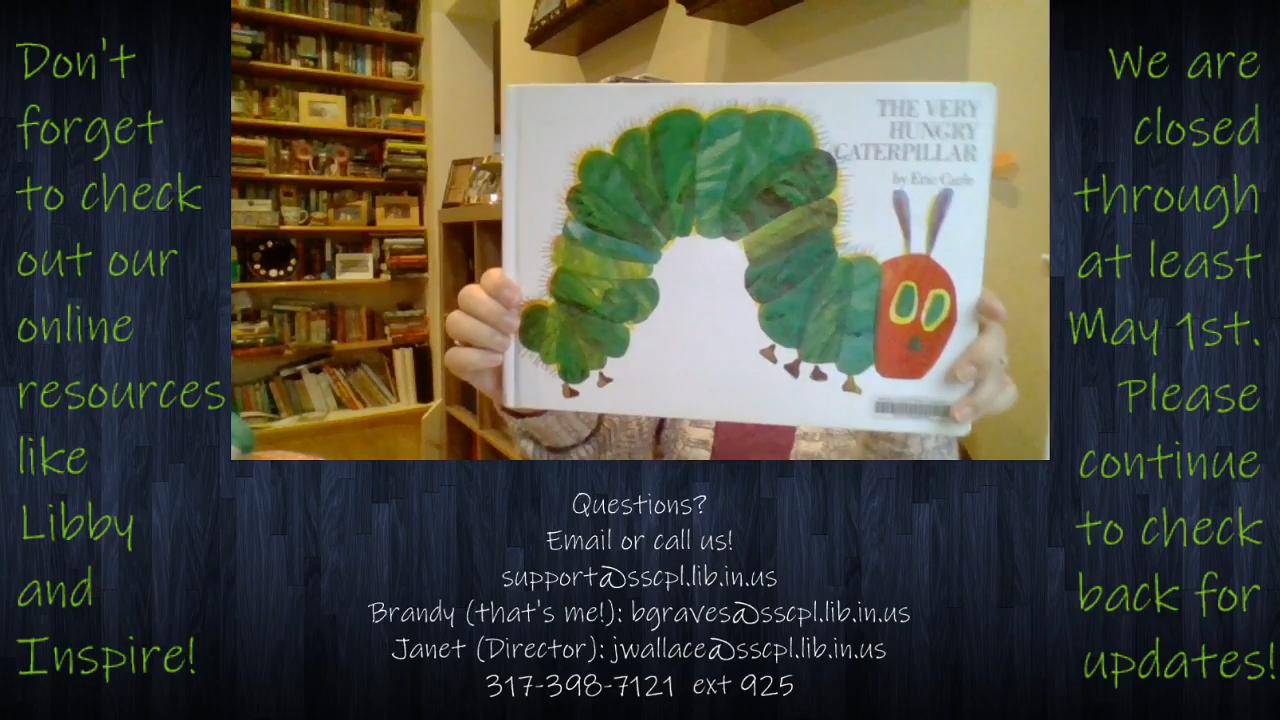 Don't
forget
to check
out our
online
resources
like
Libby
and
Inspire!
THE VERY
HUNGRY
CATERPILLAR
by Eric Carle
We are
closed
through
at least
May 1st.
Please
continue
to check
back for
updates!
Questions?
Email or call us!
support@sscpl.lib.in.us
Brandy (that's me!): bgraves@sscpl.lib.in.us
Janet (Director): jwallace@sscpl.lib.in.us
317-398-7121 ext 925